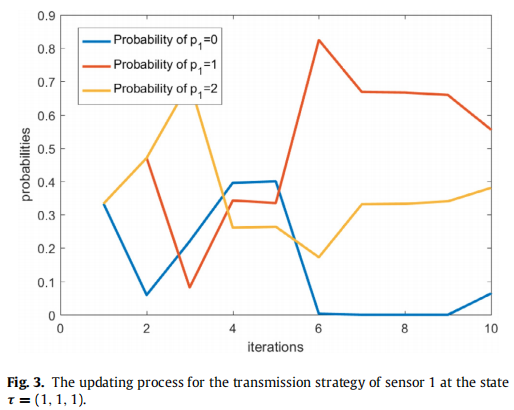 0.9
0.8
0.7
0.6
0.5
0.4
0.3
0.2
0.1
0
probabilities
Probability of p1=0
Probability of p1=1
Probability of p1=2
0 2 4 6 8 10
iterations
Fig. 3. The updating process for the transmission strategy of sensor 1 at the state
τ = (1, 1, 1).